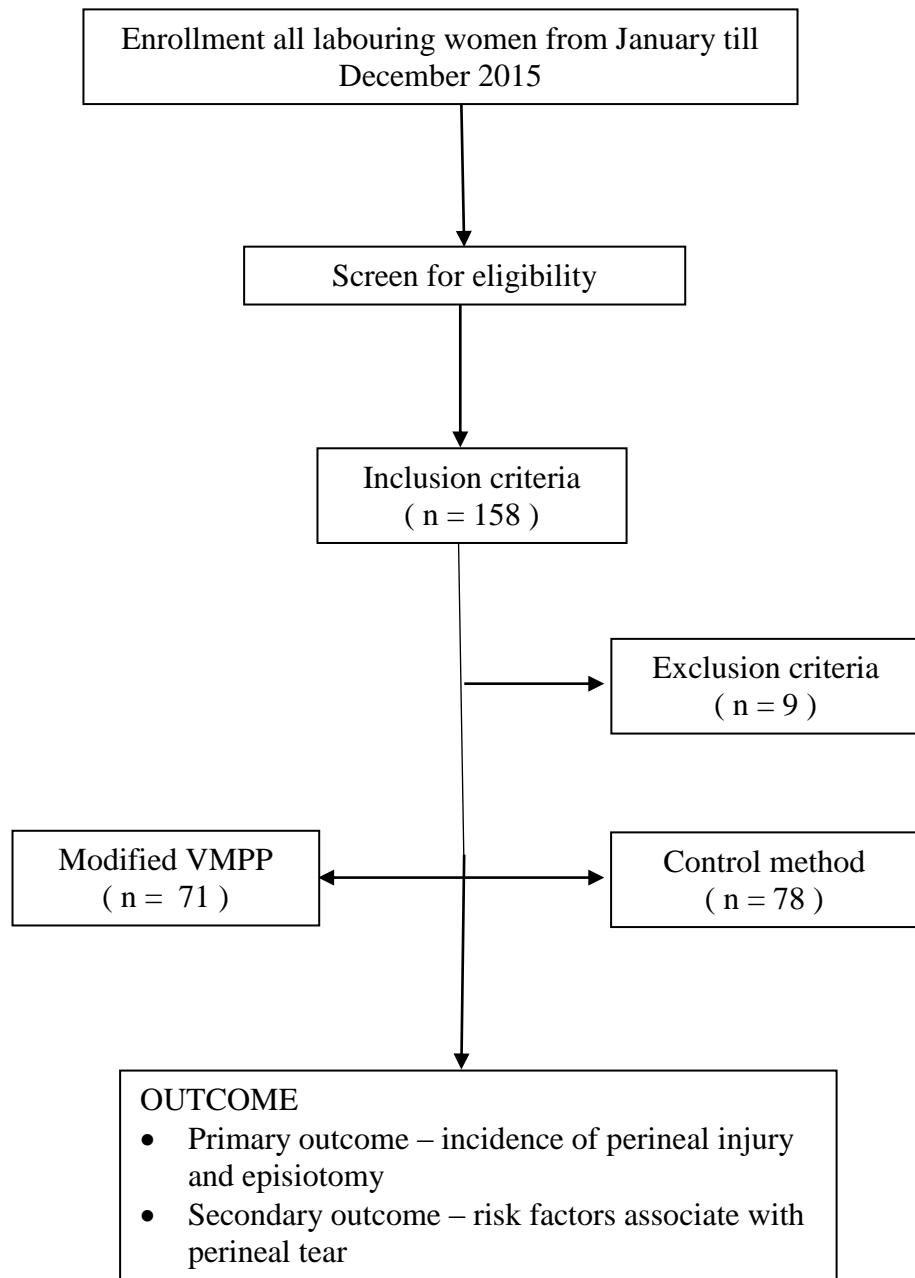 Enrollment all labouring women from January till
December 2015
Screen for eligibility
Inclusion criteria
( n = 158 )
Exclusion criteria
( n = 9 )
Modified VMPP
( n = 71 )
Control method
( n = 78 )
OUTCOME
• Primary outcome – incidence of perineal injury
and episiotomy
• Secondary outcome – risk factors associate with
perineal tear